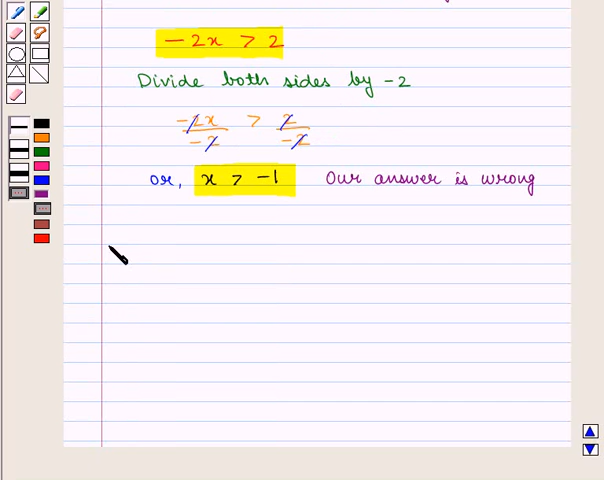 - 2x > 2
Divide both sides by -2
-2x/-2 > 2/-2
or, x > -1 Our answer is wrong